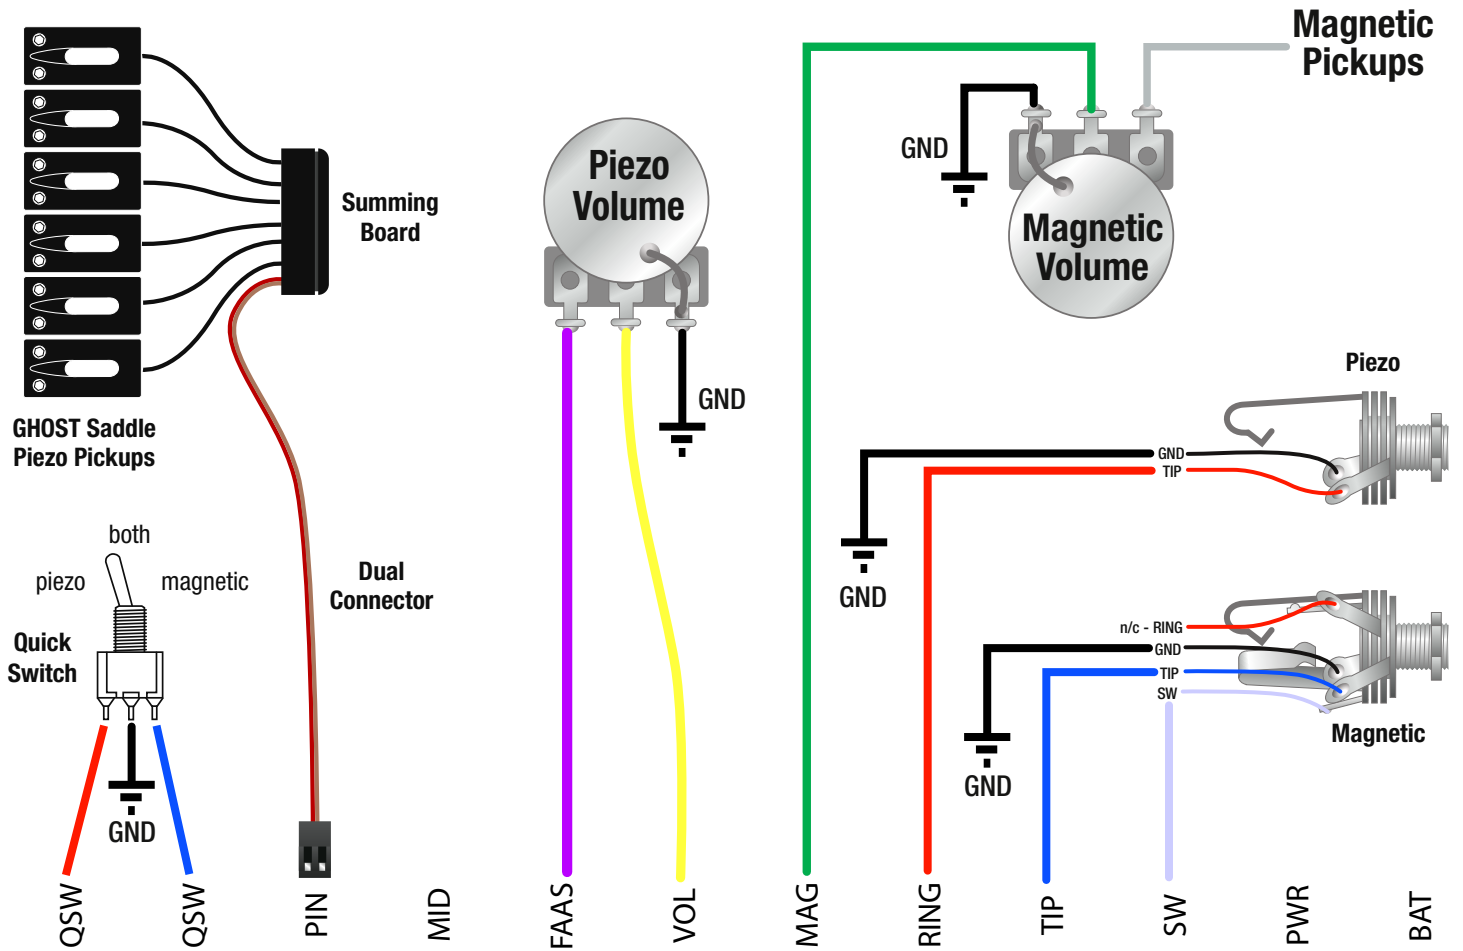 Magnetic
Pickups
GND
Piezo
Volume
Magnetic
Volume
Summing
Board
GND
Piezo
GND
TIP
GHOST Saddle
Piezo Pickups
both
piezo
magnetic
Quick
Switch
Dual
Connector
GND
GND
n/c - RING
GND
TIP
SW
Magnetic
GND
QSW
QSW
PIN
MID
FAAS
VOL
MAG
RING
TIP
SW
PWR
BAT